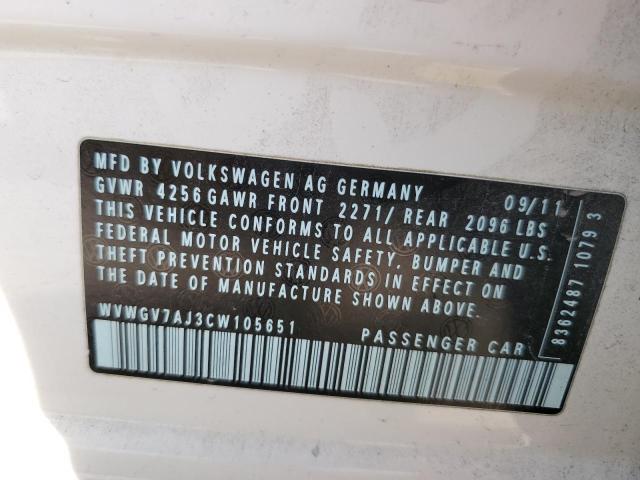 MFD BY VOLKSWAGEN AG GERMANY 09/11
GVWR 4256 GAWR FRONT 2271/ REAR 2096 LBS
THIS VEHICLE CONFORMS TO ALL APPLICABLE U.S.
FEDERAL MOTOR VEHICLE SAFETY, BUMPER AND
THEFT PREVENTION STANDARDS IN EFFECT ON
THE DATE OF MANUFACTURE SHOWN ABOVE.
WVWGV7AJ3CW105651 PASSENGER CAR
8362487 1079 3